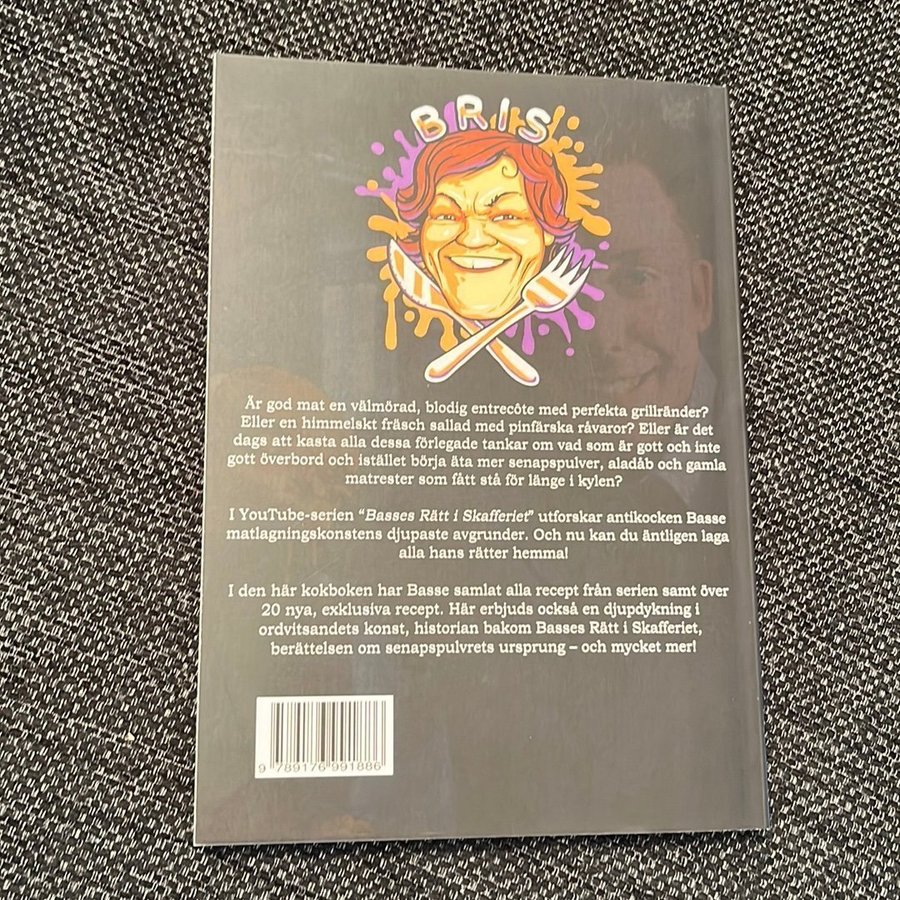 BRIS
Är god mat en välmörad, blodig entrecôte med perfekta grillränder?
Eller en himmelskt fräsch sallad med pinfärska råvaror? Eller är det
dags att kasta alla dessa förlegade tankar om vad som är gott och inte
gott överbord och istället börja äta mer senapspulver, aladåb och gamla
matrester som fått stå för länge i kylen?
I YouTube-serien “Basses Rätt i Skafferiet” utforskar antikocken Basse
matlagningskonstens djupaste avgrunder. Och nu kan du äntligen laga
alla hans rätter hemma!
I den här kokboken har Basse samlat alla recept från serien samt över
20 nya, exklusiva recept. Här erbjuds också en djupdykning i
ordvitsandets konst, historian bakom Basses Rätt i Skafferiet,
berättelsen om senapspulvrets ursprung – och mycket mer!
9 789176 991886